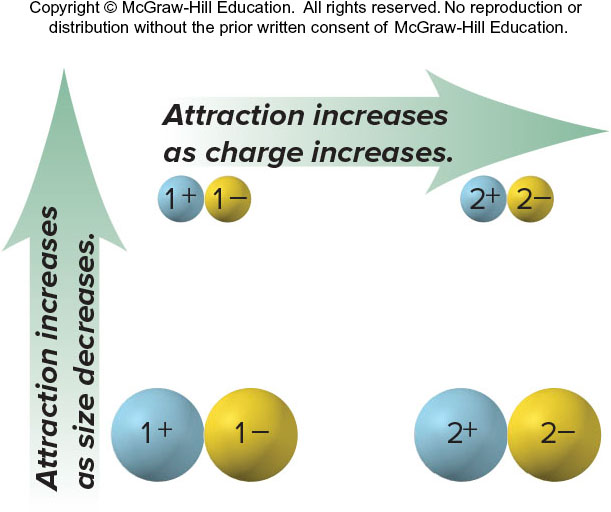 Copyright © McGraw-Hill Education.  All rights reserved. No reproduction or
distribution without the prior written consent of McGraw-Hill Education.
Attraction increases
as charge increases.
1+ 1− 2+ 2−
Attraction increases
as size decreases.
1+ 1− 2+ 2−